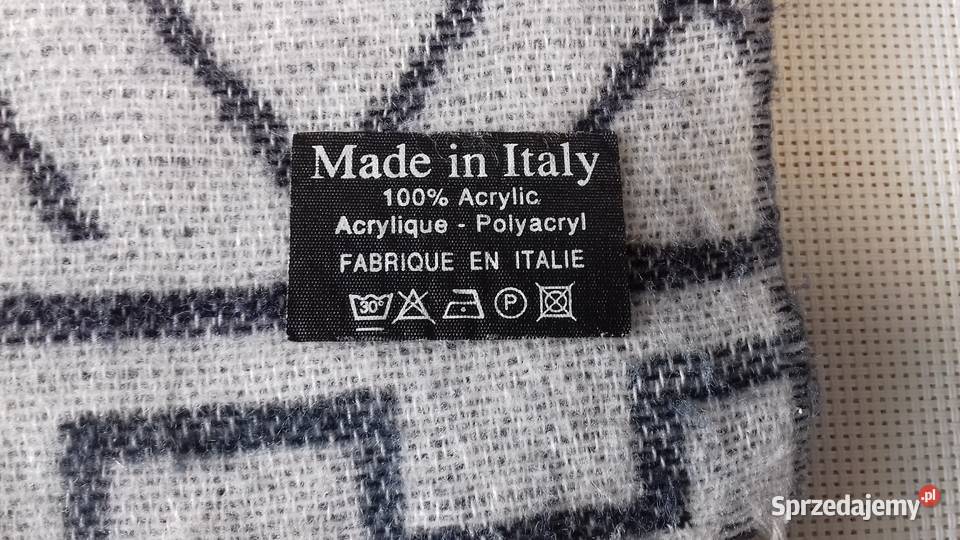 Made in Italy
100% Acrylic
Acrylique - Polyacryl
FABRIQUE EN ITALIE
30° P
Sprzedajemy.pl